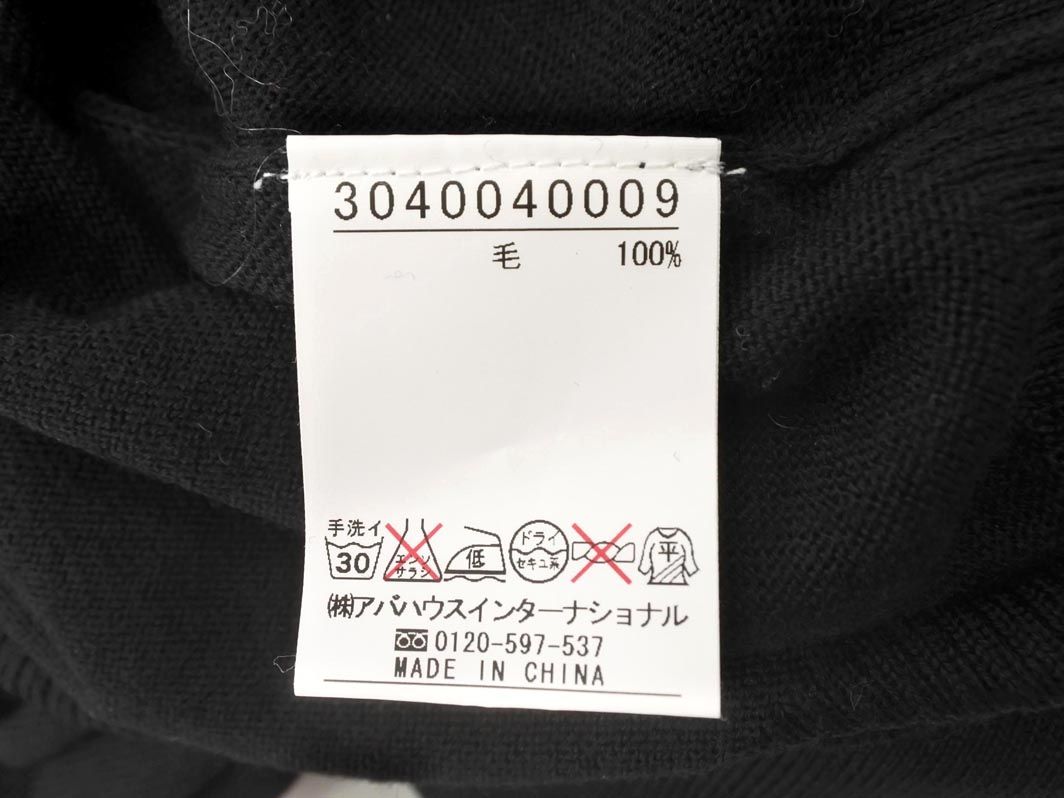 3040040009
毛 100%
手洗イ
30 エンソ サラシ 低 ドライ セキユ系 平
㈱アバハウスインターナショナル
0120-597-537
MADE IN CHINA